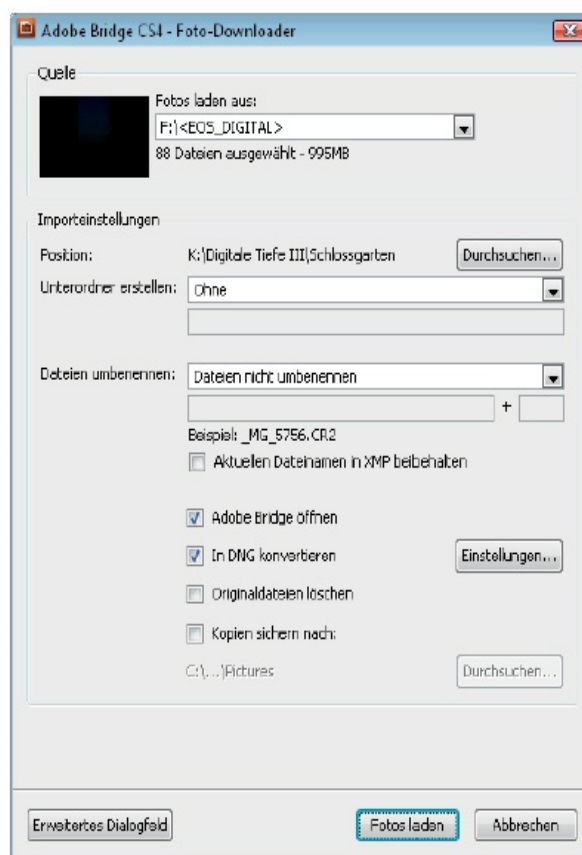 Adobe Bridge CS4 - Foto-Downloader
Quelle
Fotos laden aus:
F:\<EOS_DIGITAL>
88 Dateien ausgewählt - 995MB
Importeinstellungen
Position: K:\Digitale Tiefe III\Schlossgarten Durchsuchen...
Unterordner erstellen: Ohne
Dateien umbenennen: Dateien nicht umbenennen
+
Beispiel: _MG_5756.CR2
Aktuellen Dateinamen in XMP beibehalten
Adobe Bridge öffnen
In DNG konvertieren Einstellungen...
Originaldateien löschen
Kopien sichern nach:
C:\...\Pictures Durchsuchen...
Erweitertes Dialogfeld Fotos laden Abbrechen